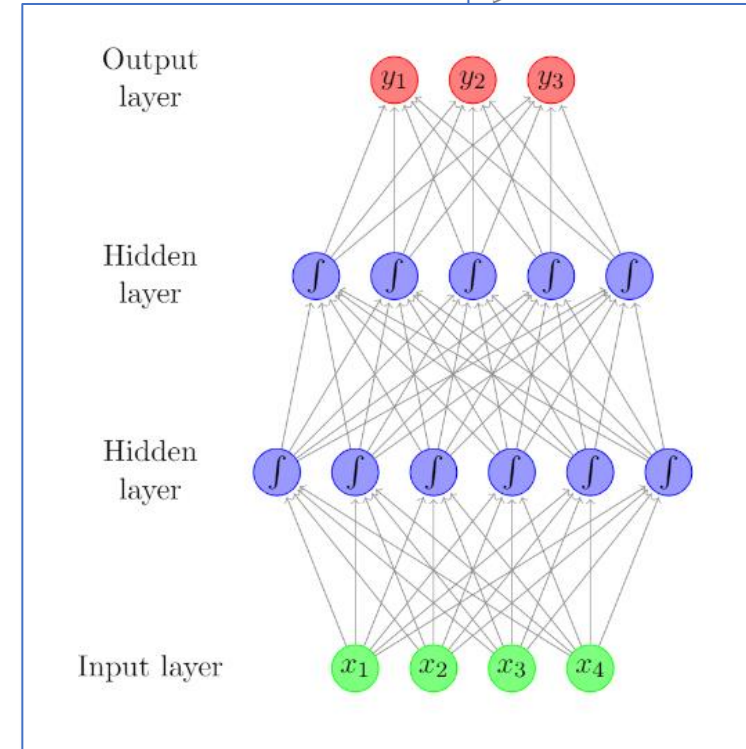 Output
layer
y₁ y₂ y₃
Hidden
layer
∫ ∫ ∫ ∫ ∫
Hidden
layer
∫ ∫ ∫ ∫ ∫ ∫
Input layer
x₁ x₂ x₃ x₄